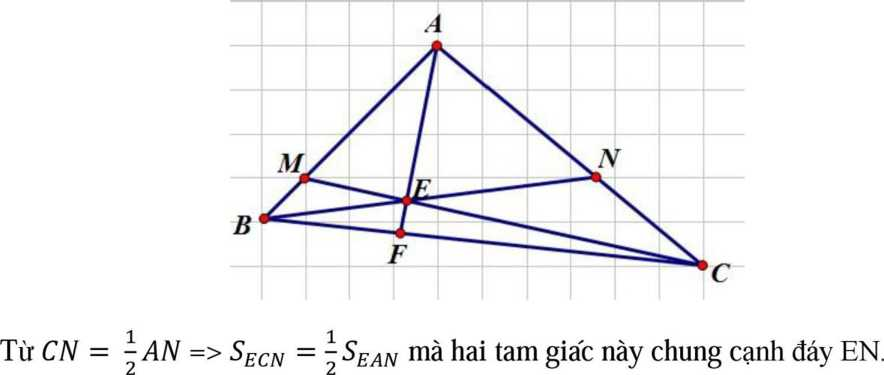 A
M
N
E
B
F
C
Từ CN = 1/2 AN => S_ECN = 1/2 S_EAN mà hai tam giác này chung cạnh đáy EN.